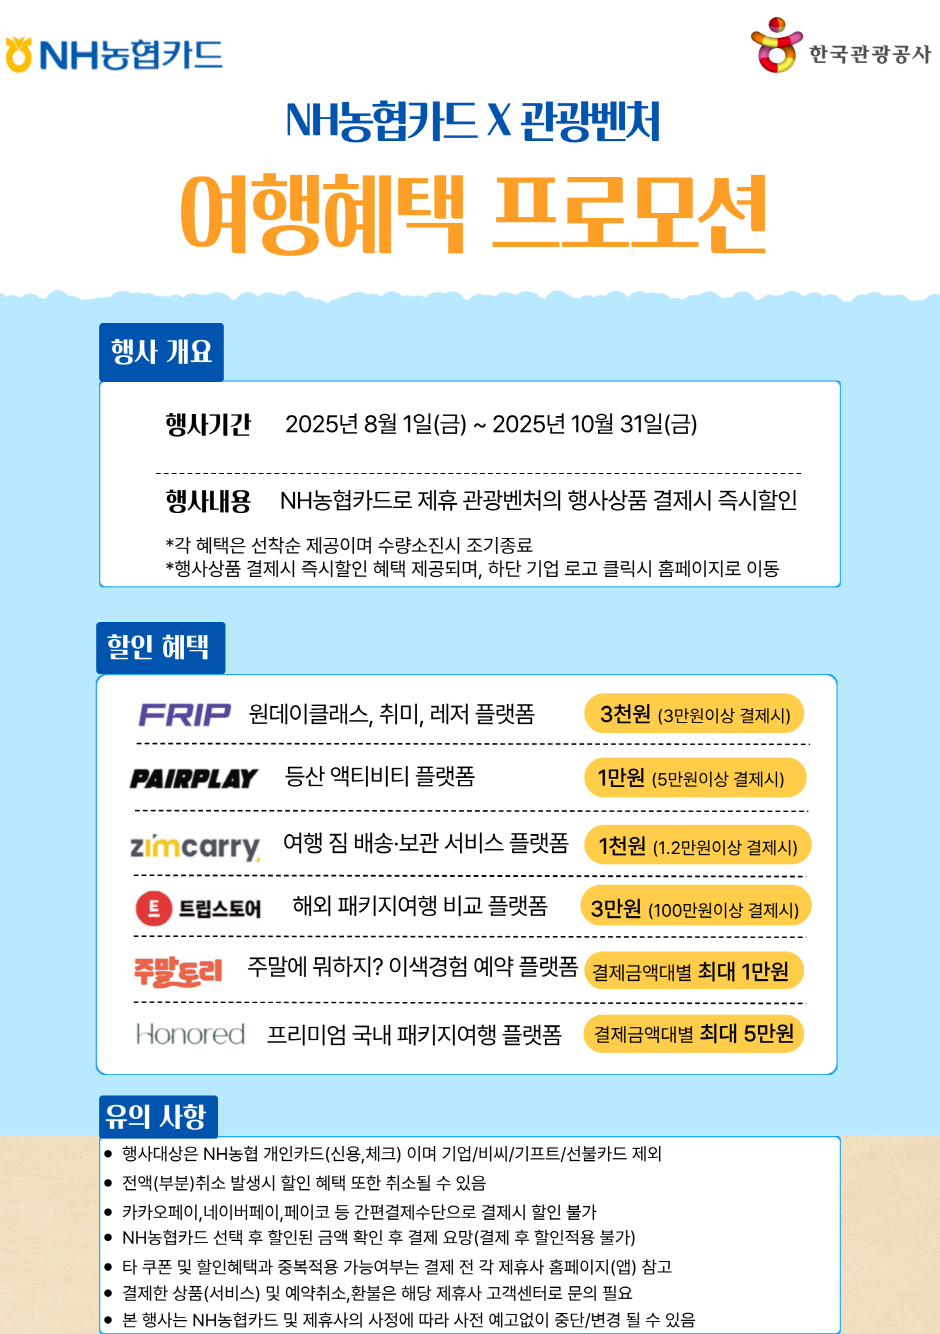 NH농협카드
한국관광공사
NH농협카드 X 관광벤처
여행혜택 프로모션
행사 개요
행사기간 2025년 8월 1일(금) ~ 2025년 10월 31일(금)
행사내용 NH농협카드로 제휴 관광벤처의 행사상품 결제시 즉시할인
*각 혜택은 선착순 제공이며 수량소진시 조기종료
*행사상품 결제시 즉시할인 혜택 제공되며, 하단 기업 로고 클릭시 홈페이지로 이동
할인 혜택
FRIP 원데이클래스, 취미, 레저 플랫폼 3천원 (3만원이상 결제시)
PAIRPLAY 등산 액티비티 플랫폼 1만원 (5만원이상 결제시)
zimcarry 여행 짐 배송·보관 서비스 플랫폼 1천원 (1.2만원이상 결제시)
트 트립스토어 해외 패키지여행 비교 플랫폼 3만원 (100만원이상 결제시)
주말토리 주말에 뭐하지? 이색경험 예약 플랫폼 결제금액대별 최대 1만원
Honored 프리미엄 국내 패키지여행 플랫폼 결제금액대별 최대 5만원
유의 사항
• 행사대상은 NH농협 개인카드(신용,체크) 이며 기업/비씨/기프트/선불카드 제외
• 전액(부분)취소 발생시 할인 혜택 또한 취소될 수 있음
• 카카오페이,네이버페이,페이코 등 간편결제수단으로 결제시 할인 불가
• NH농협카드 선택 후 할인된 금액 확인 후 결제 요망(결제 후 할인적용 불가)
• 타 쿠폰 및 할인혜택과 중복적용 가능여부는 결제 전 각 제휴사 홈페이지(앱) 참고
• 결제한 상품(서비스) 및 예약취소,환불은 해당 제휴사 고객센터로 문의 필요
• 본 행사는 NH농협카드 및 제휴사의 사정에 따라 사전 예고없이 중단/변경 될 수 있음